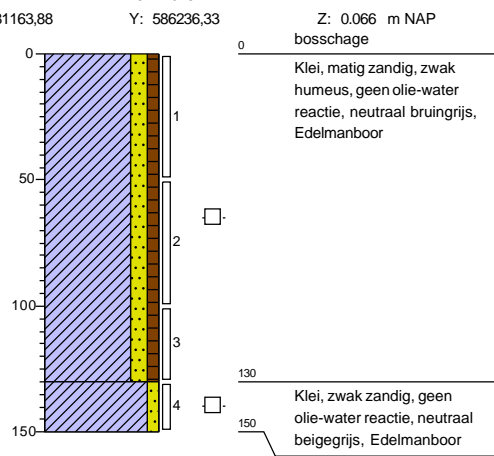 31163,88 Y: 586236,33 Z: 0.066 m NAP
bosschage
0
0
Klei, matig zandig, zwak
humeus, geen olie-water
reactie, neutraal bruingrijs,
Edelmanboor
1
50
2
100
3
130
4
Klei, zwak zandig, geen
olie-water reactie, neutraal
beigegrijs, Edelmanboor
150
150